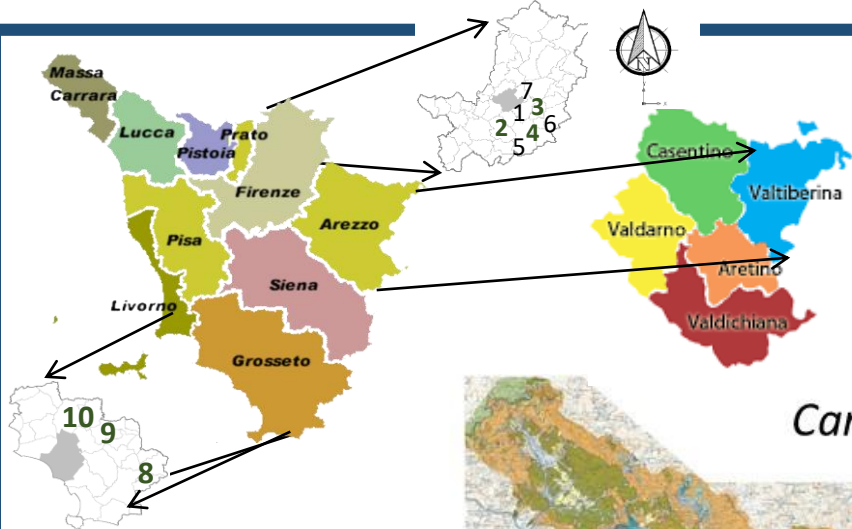 Massa
Carrara
Lucca
Pistoia
Prato
Firenze
Pisa
Arezzo
Livorno
Siena
Grosseto
7
1
3
2
4
6
5
N
Casentino
Valtiberina
Valdarno
Aretino
Valdichiana
10
9
8
Car